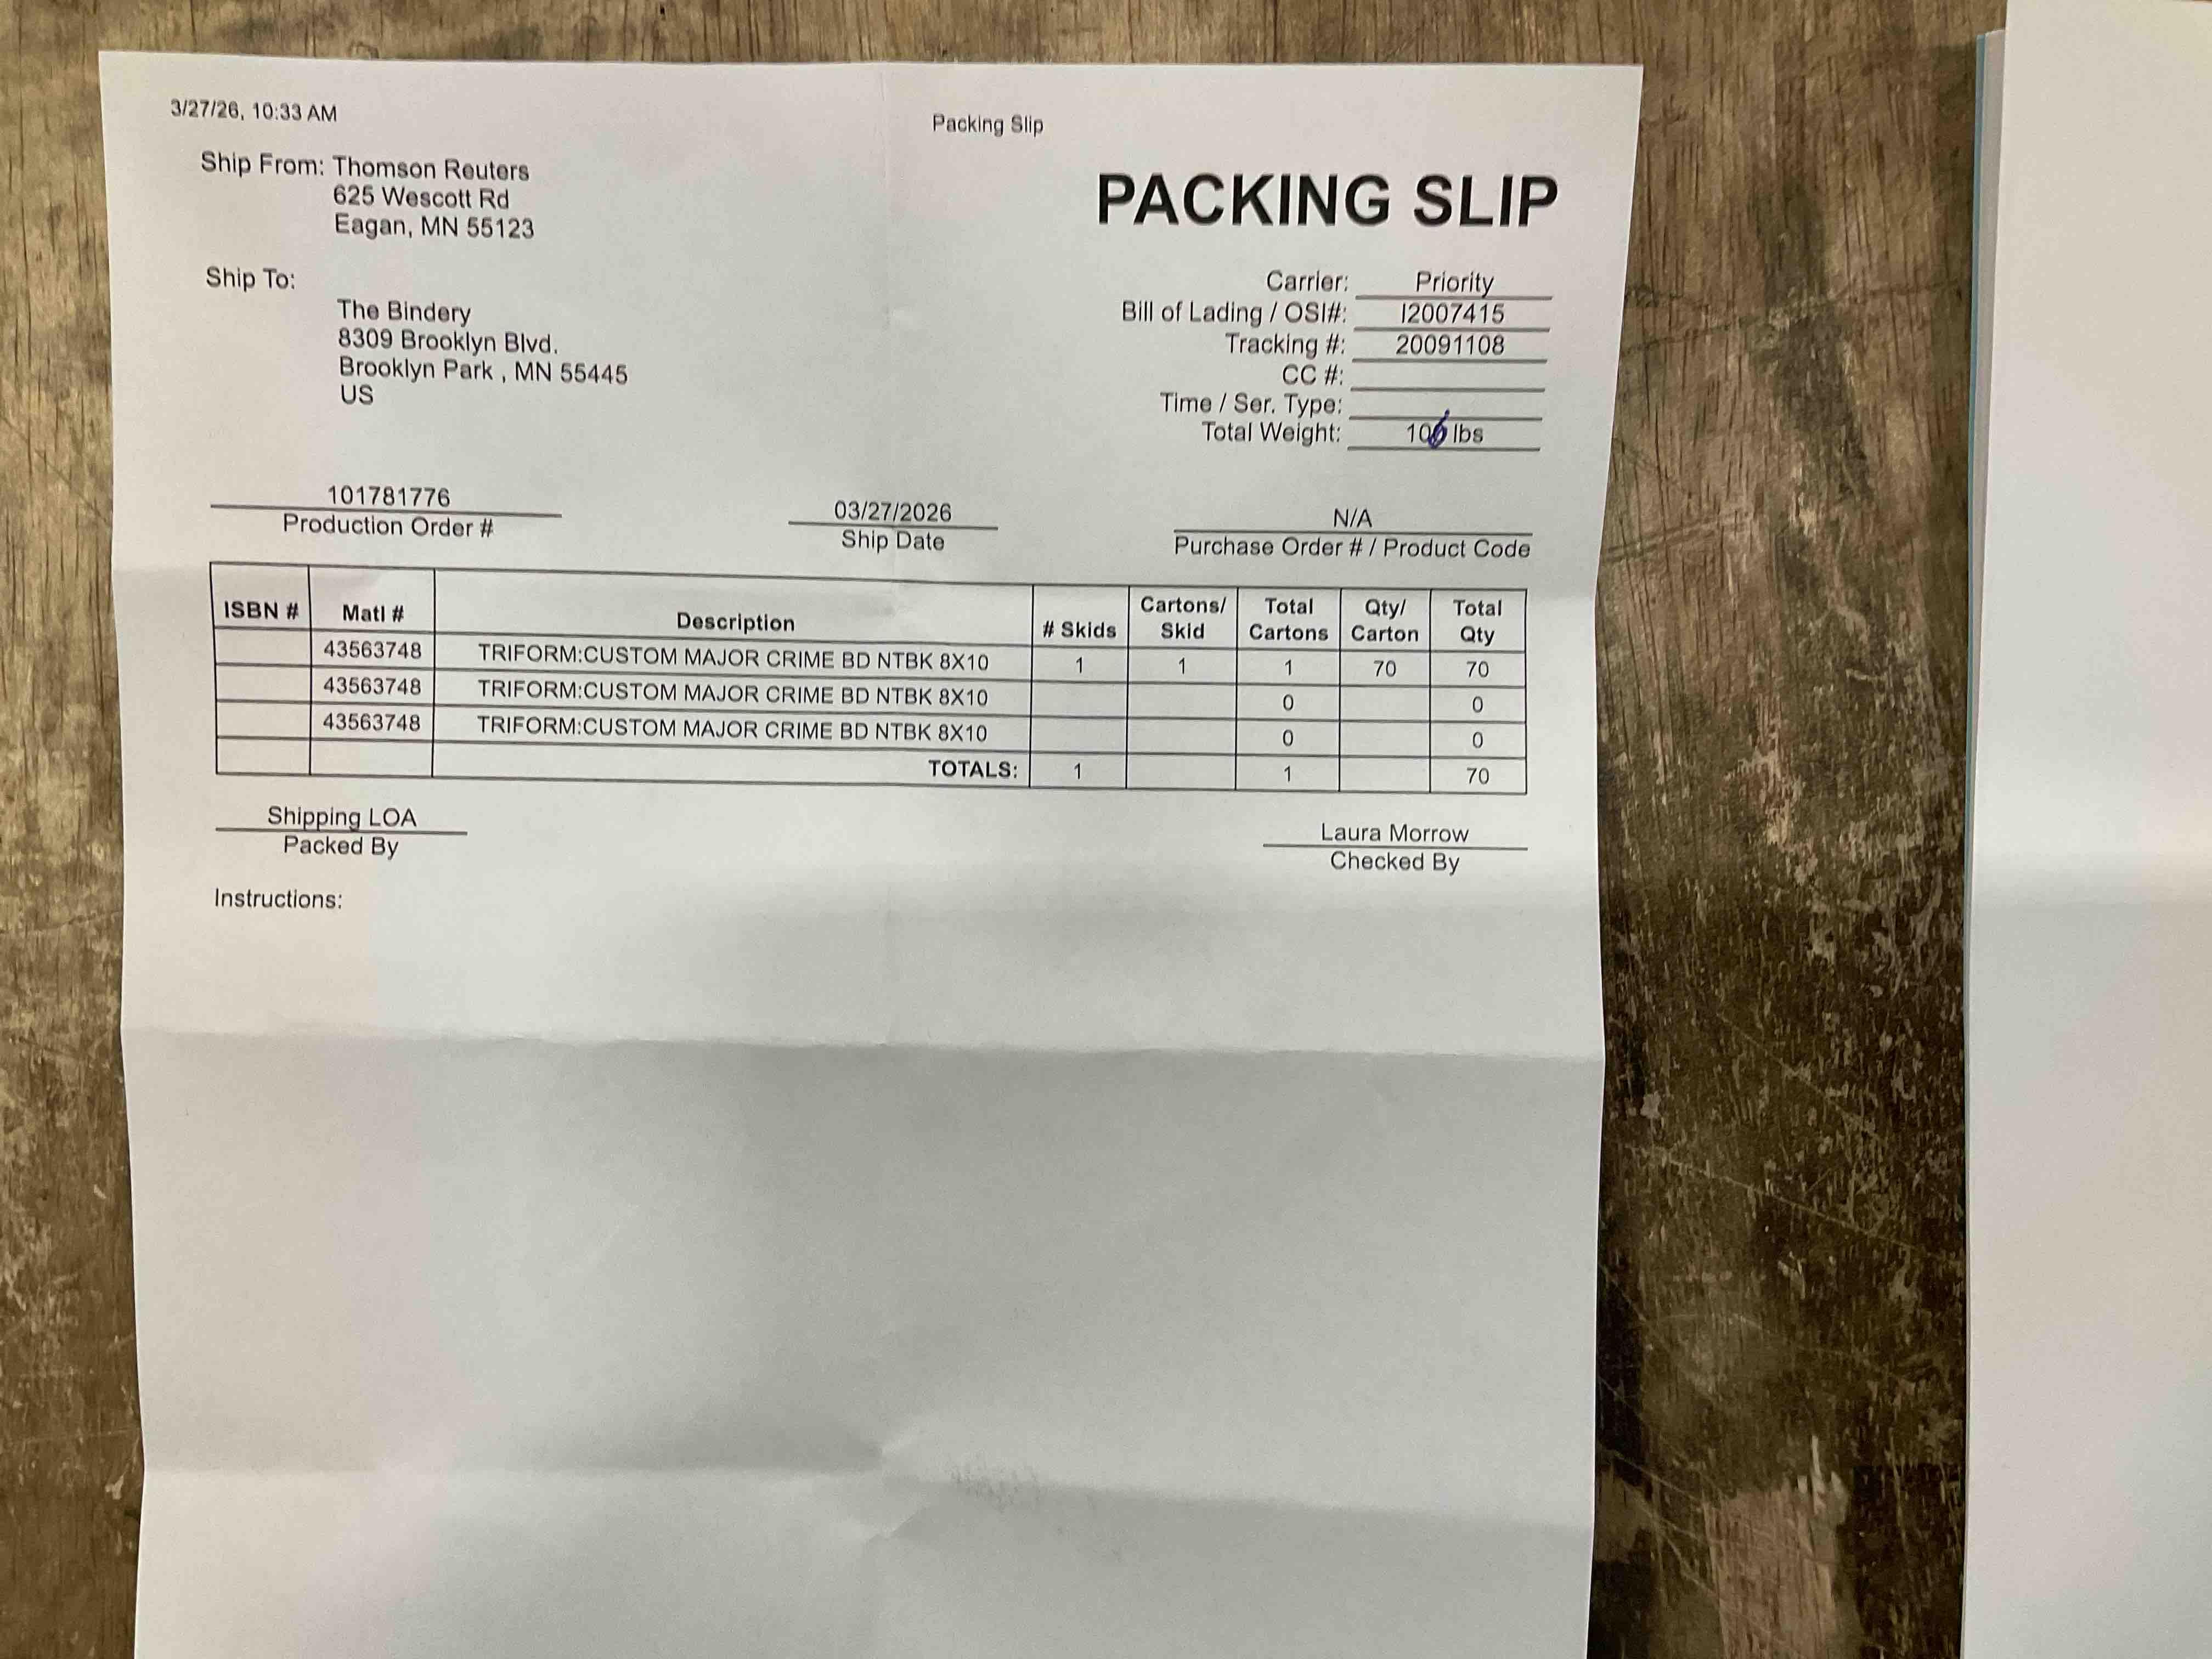 3/27/26, 10:33 AM
Packing Slip
Ship From: Thomson Reuters
625 Wescott Rd
Eagan, MN 55123
PACKING SLIP
Ship To:
The Bindery
8309 Brooklyn Blvd.
Brooklyn Park , MN 55445
US
Carrier: Priority
Bill of Lading / OSI#: I2007415
Tracking #: 20091108
CC #:
Time / Ser. Type:
Total Weight: 106 lbs
101781776
Production Order #
03/27/2026
Ship Date
N/A
Purchase Order # / Product Code
ISBN # Matl # Description # Skids Cartons/ Skid Total Cartons Qty/ Carton Total Qty
43563748 TRIFORM:CUSTOM MAJOR CRIME BD NTBK 8X10 1 1 1 70 70
43563748 TRIFORM:CUSTOM MAJOR CRIME BD NTBK 8X10 0 0
43563748 TRIFORM:CUSTOM MAJOR CRIME BD NTBK 8X10 0 0
TOTALS: 1 1 70
Shipping LOA
Packed By
Laura Morrow
Checked By
Instructions: